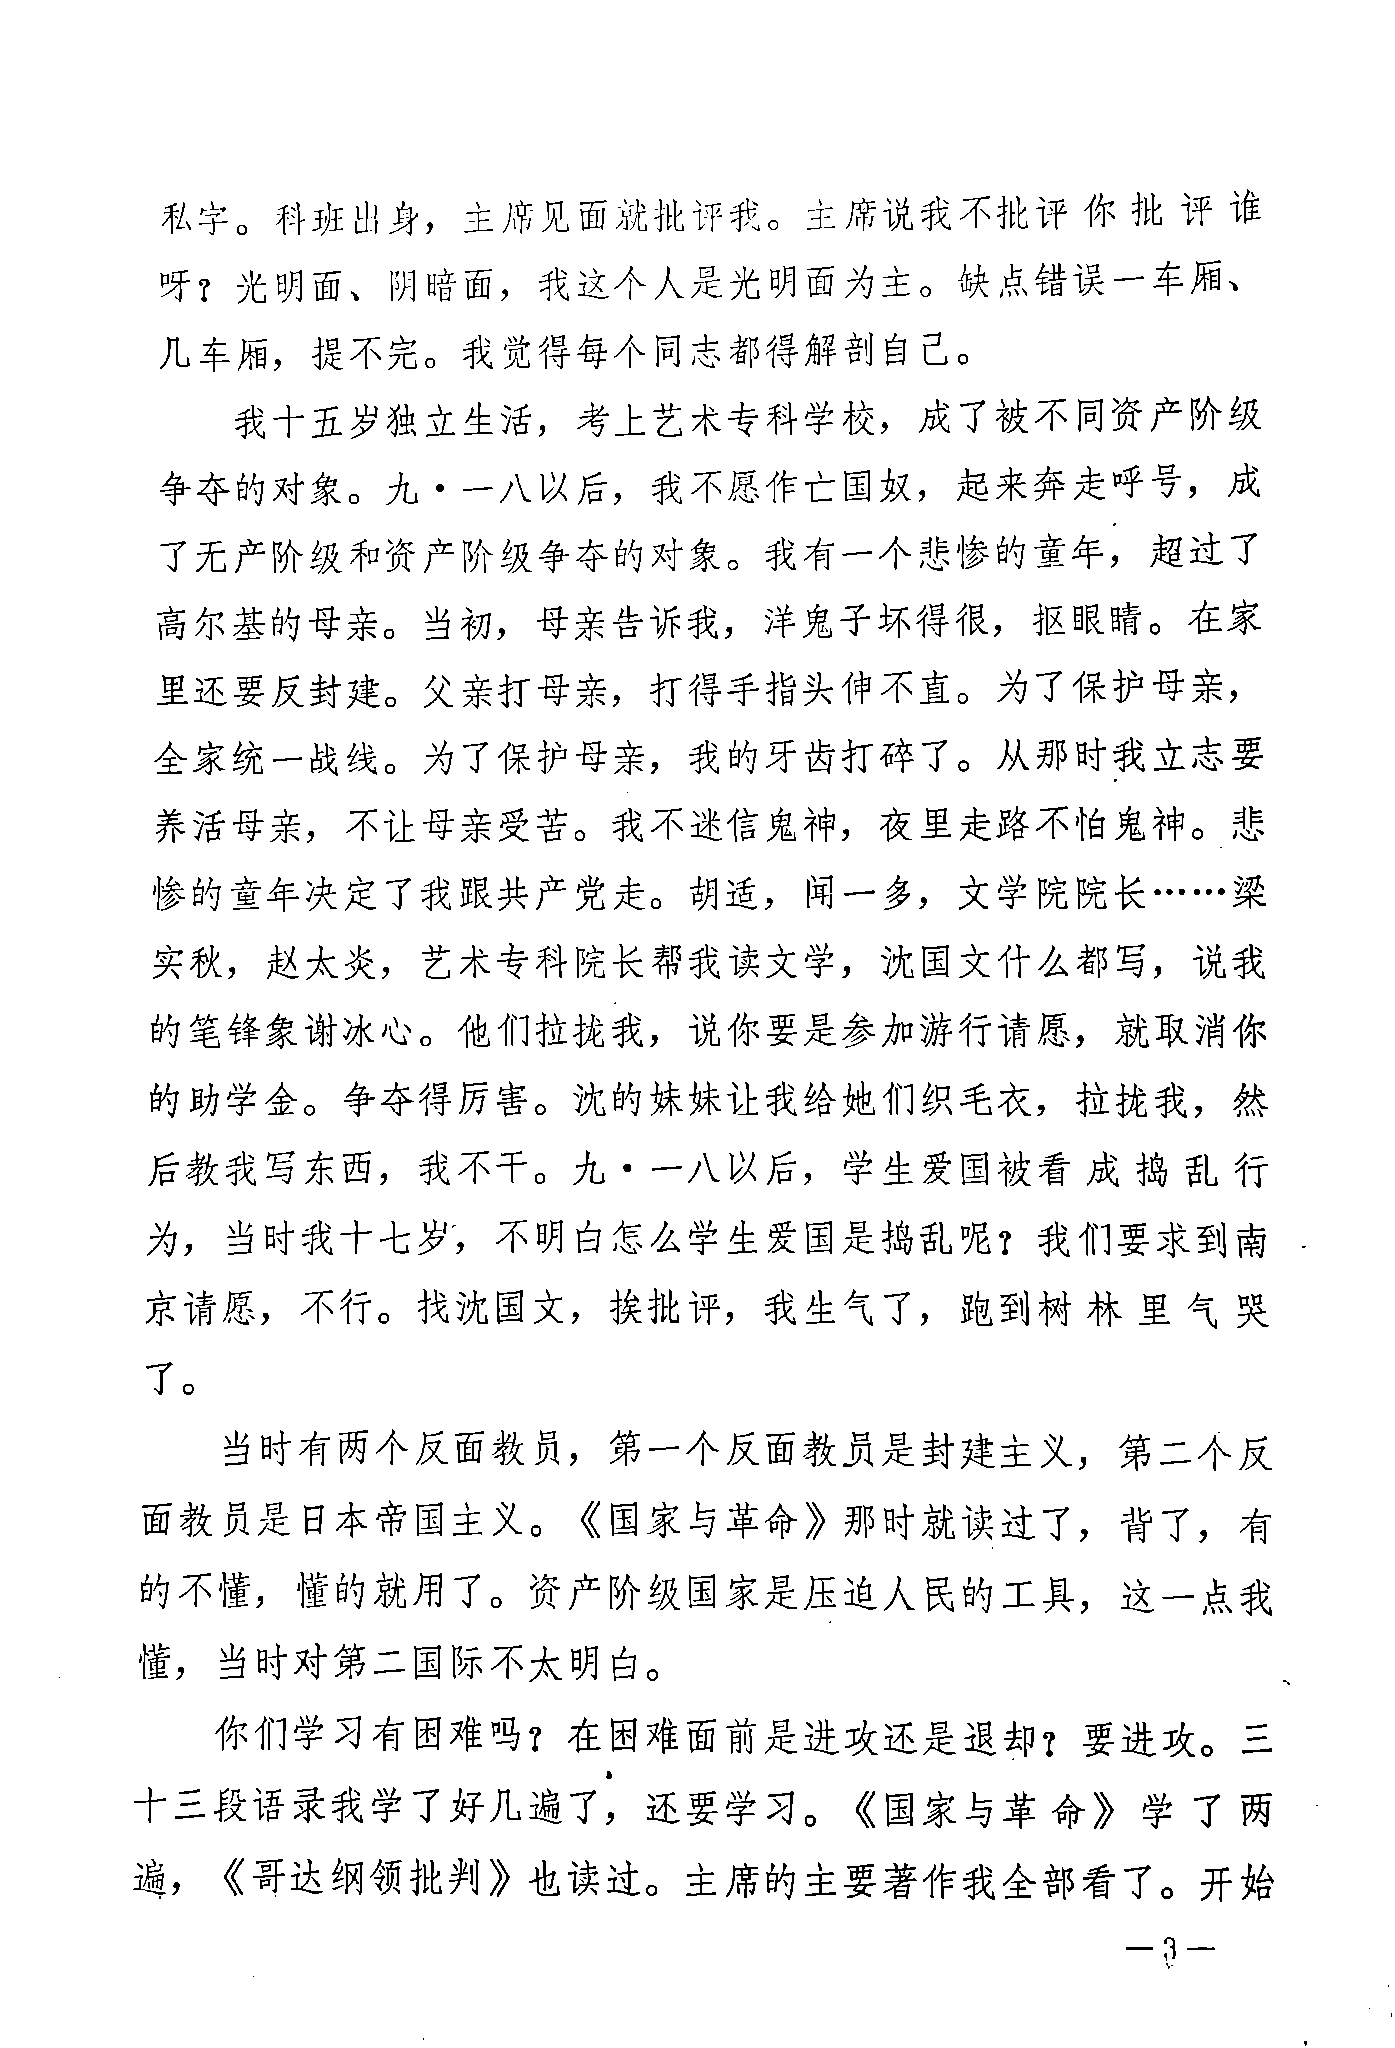 私字。科班出身，主席见面就批评我。主席说我不批评你批评谁
呀？光明面、阴暗面，我这个人是光明面为主。缺点错误一车厢、
几车厢，提不完。我觉得每个同志都得解剖自己。
我十五岁独立生活，考上艺术专科学校，成了被不同资产阶级
争夺的对象。九·一八以后，我不愿作亡国奴，起来奔走呼号，成
了无产阶级和资产阶级争夺的对象。我有一个悲惨的童年，超过了
高尔基的母亲。当初，母亲告诉我，洋鬼子坏得很，抠眼睛。在家
里还要反封建。父亲打母亲，打得手指头伸不直。为了保护母亲，
全家统一战线。为了保护母亲，我的牙齿打碎了。从那时我立志要
养活母亲，不让母亲受苦。我不迷信鬼神，夜里走路不怕鬼神。悲
惨的童年决定了我跟共产党走。胡适，闻一多，文学院院长……梁
实秋，赵太炎，艺术专科院长帮我读文学，沈国文什么都写，说我
的笔锋象谢冰心。他们拉拢我，说你要是参加游行请愿，就取消你
的助学金。争夺得厉害。沈的妹妹让我给她们织毛衣，拉拢我，然
后教我写东西，我不干。九·一八以后，学生爱国被看成捣乱行
为，当时我十七岁，不明白怎么学生爱国是捣乱呢？我们要求到南
京请愿，不行。找沈国文，挨批评，我生气了，跑到树林里气哭
了。
当时有两个反面教员，第一个反面教员是封建主义，第二个反
面教员是日本帝国主义。《国家与革命》那时就读过了，背了，有
的不懂，懂的就用了。资产阶级国家是压迫人民的工具，这一点我
懂，当时对第二国际不太明白。
你们学习有困难吗？在困难面前是进攻还是退却？要进攻。三
十三段语录我学了好几遍了，还要学习。《国家与革命》学了两
遍，《哥达纲领批判》也读过。主席的主要著作我全部看了。开始
—3—